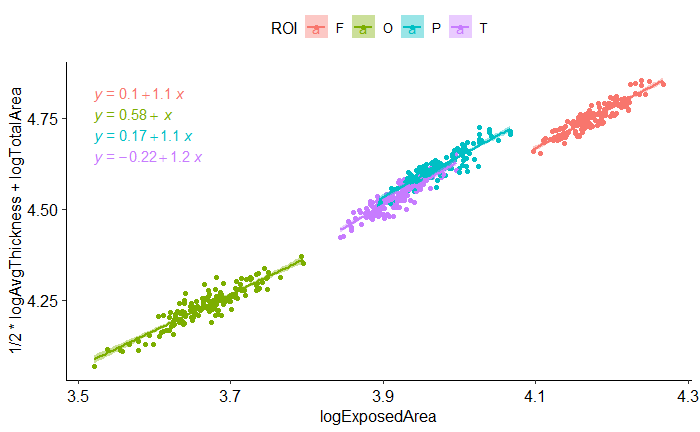 ROI a F a O a P a T
y = 0.1 + 1.1 x
y = 0.58 + x
y = 0.17 + 1.1 x
y = −0.22 + 1.2 x
1/2 * logAvgThickness + logTotalArea
4.75
4.50
4.25
3.5 3.7 3.9 4.1 4.3
logExposedArea